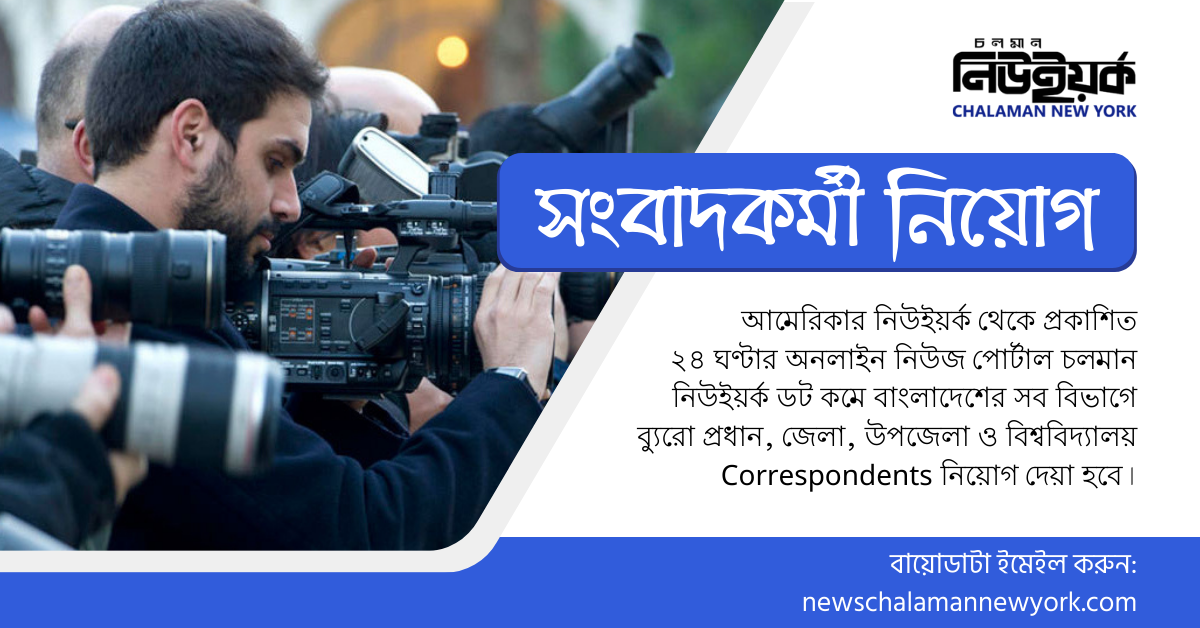 চলমান
নিউইয়র্ক
CHALAMAN NEW YORK
সংবাদকর্মী নিয়োগ
আমেরিকার নিউইয়র্ক থেকে প্রকাশিত
২৪ ঘণ্টার অনলাইন নিউজ পোর্টাল চলমান
নিউইয়র্ক ডট কমে বাংলাদেশের সব বিভাগে
ব্যুরো প্রধান, জেলা, উপজেলা ও বিশ্ববিদ্যালয়
Correspondents নিয়োগ দেয়া হবে।
বায়োডাটা ইমেইল করুন:
newschalamannewyork.com